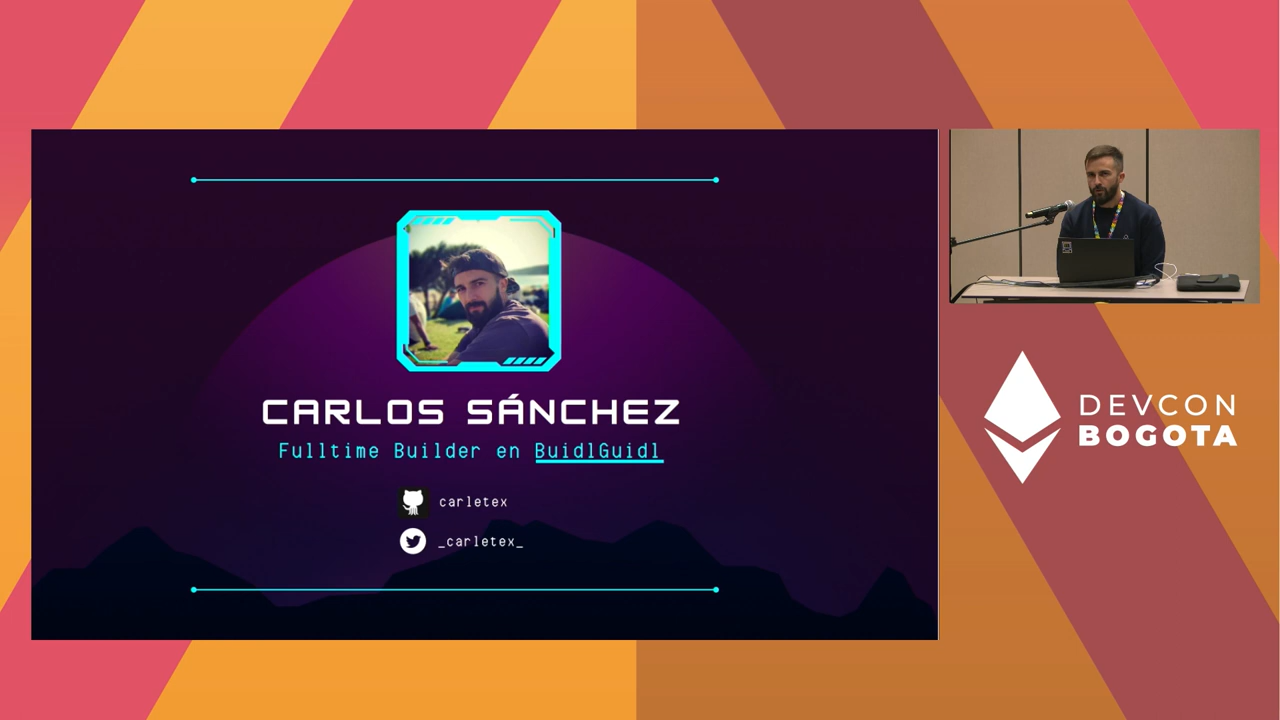 CARLOS SÁNCHEZ
Fulltime Builder en BuidlGuidl
carletex
_carletex_
DEVCON
BOGOTA